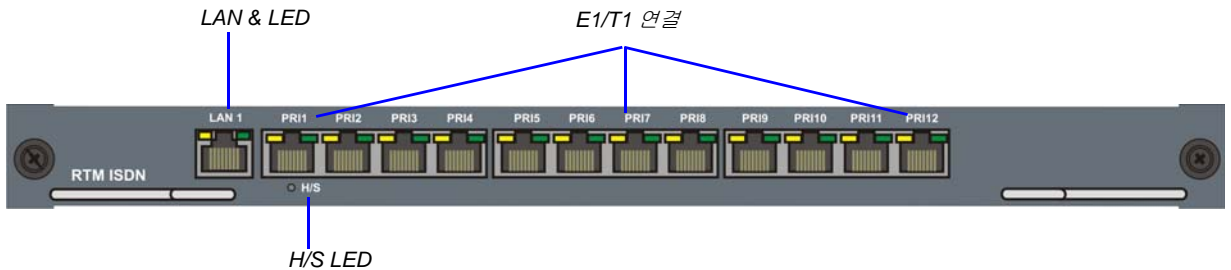 LAN & LED
E1/T1 연결
LAN 1 PRI1 PRI2 PRI3 PRI4 PRI5 PRI6 PRI7 PRI8 PRI9 PRI10 PRI11 PRI12
RTM ISDN
H/S
H/S LED